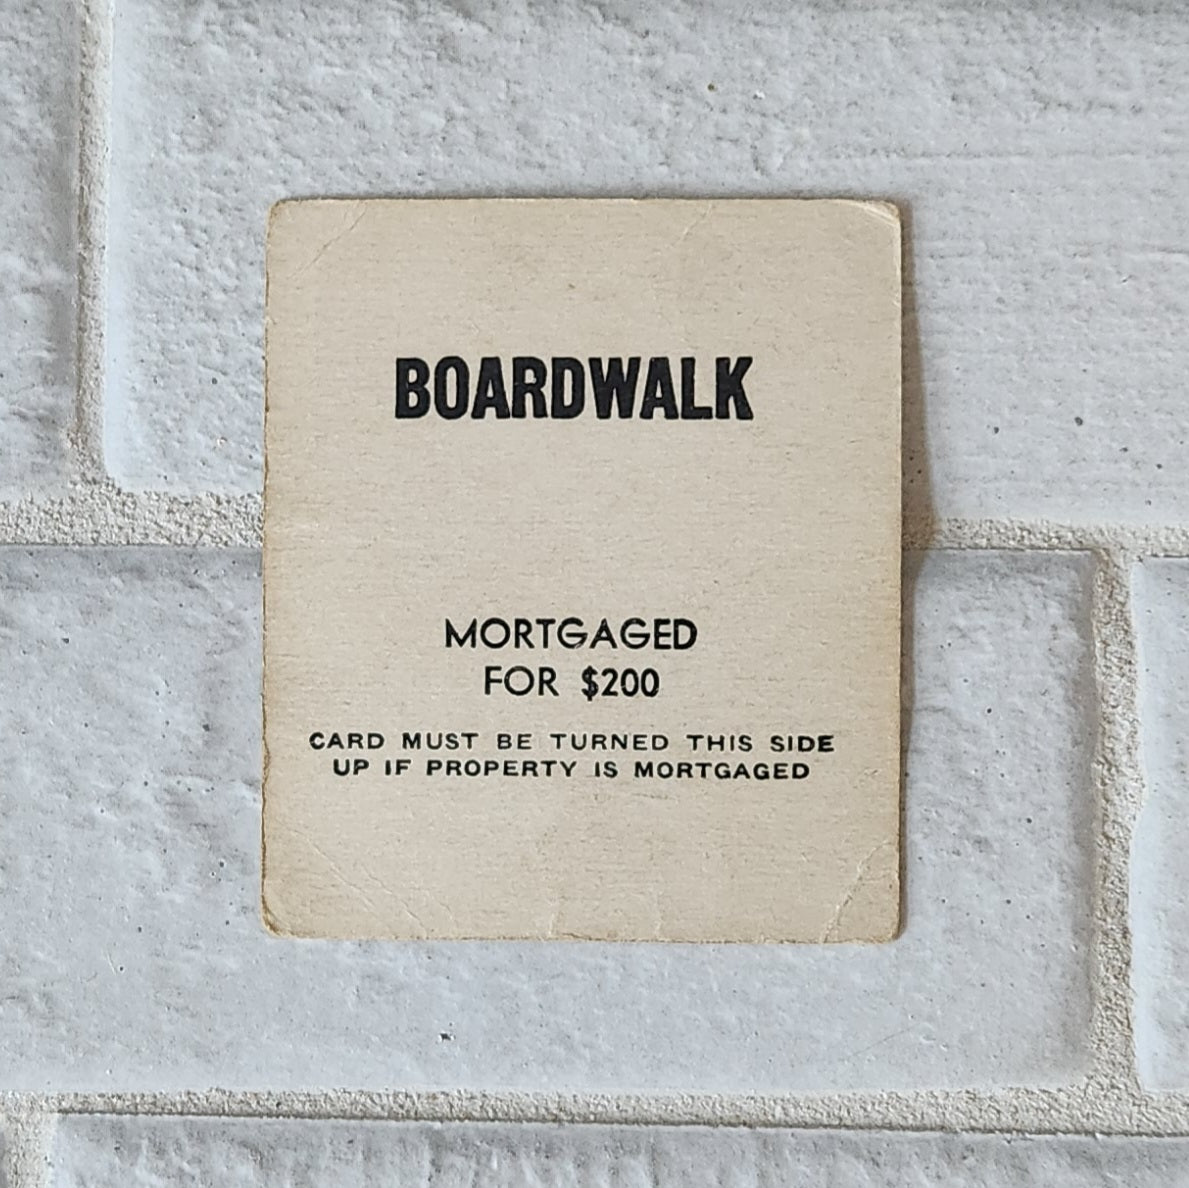 BOARDWALK
MORTGAGED
FOR $200
CARD MUST BE TURNED THIS SIDE
UP IF PROPERTY IS MORTGAGED